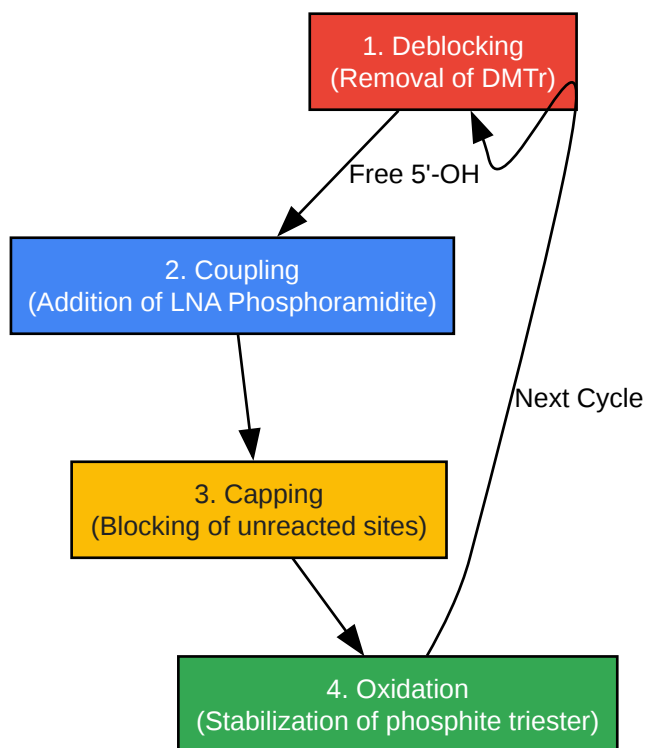 1. Deblocking
(Removal of DMTr)
Free 5'-OH
2. Coupling
(Addition of LNA Phosphoramidite)
Next Cycle
3. Capping
(Blocking of unreacted sites)
4. Oxidation
(Stabilization of phosphite triester)